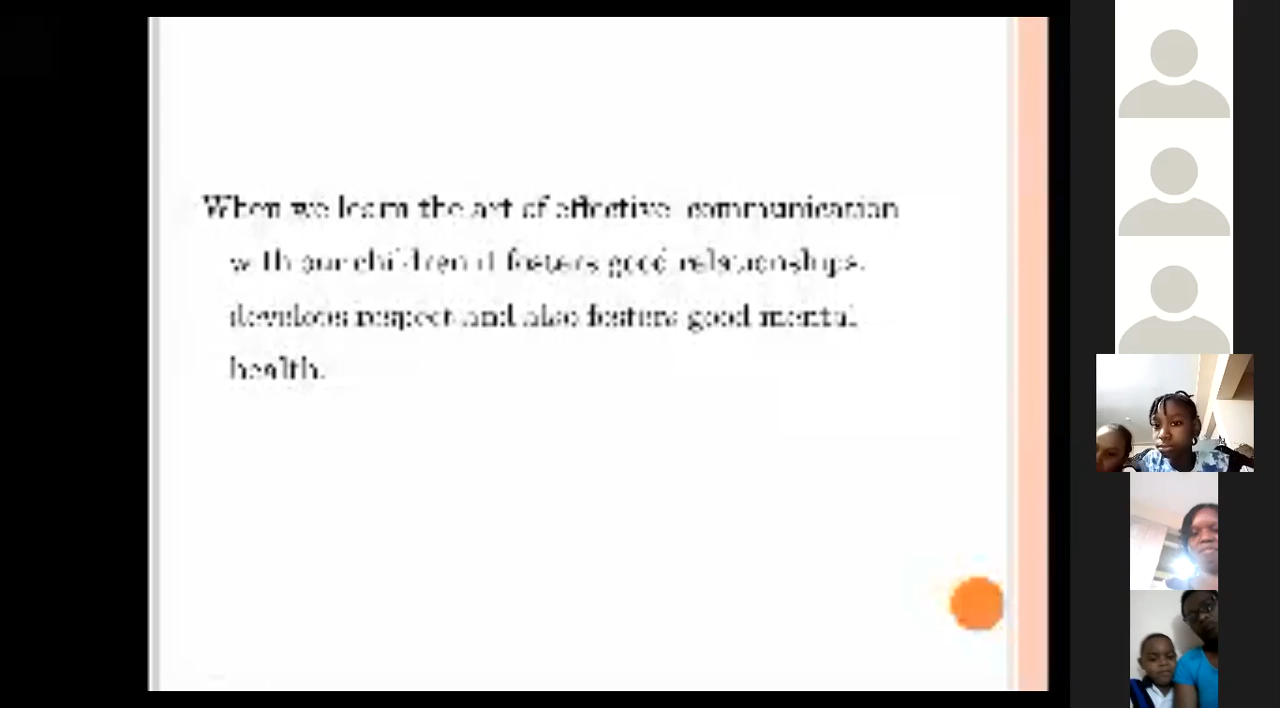 When we learn the art of effective communication
with our children it fosters good relationships,
develops respect and also fosters good mental
health.